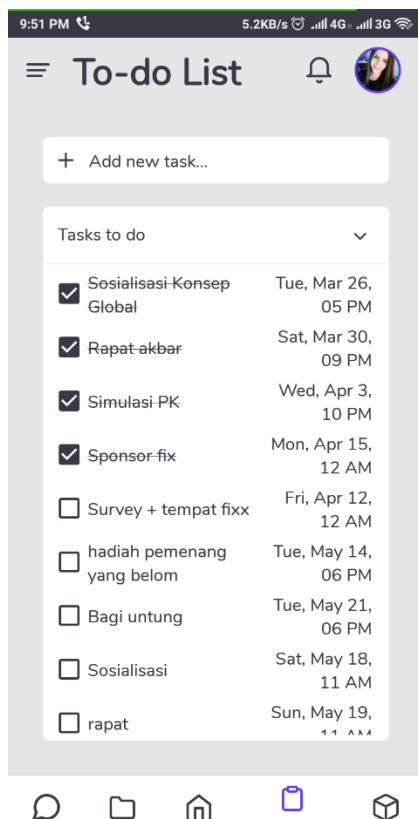 9:51 PM 5.2KB/s 4G 3G
To-do List
+ Add new task...
Tasks to do
Sosialisasi Konsep Tue, Mar 26,
Global 05 PM
Rapat akbar Sat, Mar 30,
09 PM
Simulasi PK Wed, Apr 3,
10 PM
Sponsor fix Mon, Apr 15,
12 AM
Survey + tempat fixx Fri, Apr 12,
12 AM
hadiah pemenang Tue, May 14,
yang belom 06 PM
Bagi untung Tue, May 21,
06 PM
Sosialisasi Sat, May 18,
11 AM
rapat Sun, May 19,
11 AM